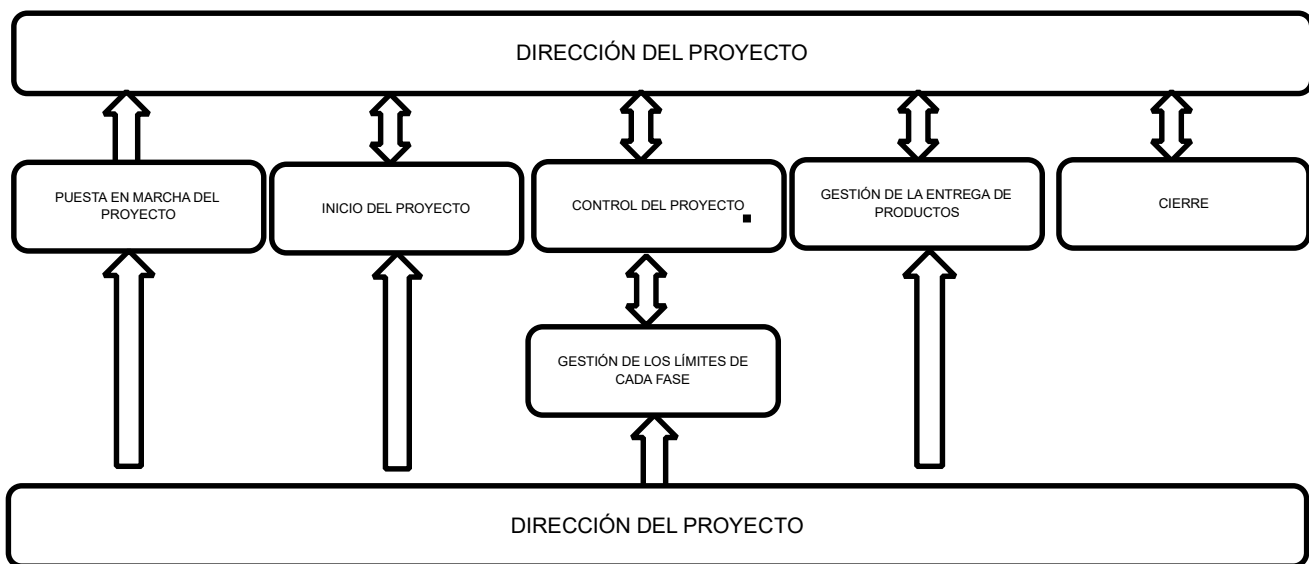 DIRECCIÓN DEL PROYECTO
PUESTA EN MARCHA DEL
PROYECTO
INICIO DEL PROYECTO
CONTROL DEL PROYECTO
GESTIÓN DE LA ENTREGA DE
PRODUCTOS
CIERRE
GESTIÓN DE LOS LÍMITES DE
CADA FASE
DIRECCIÓN DEL PROYECTO